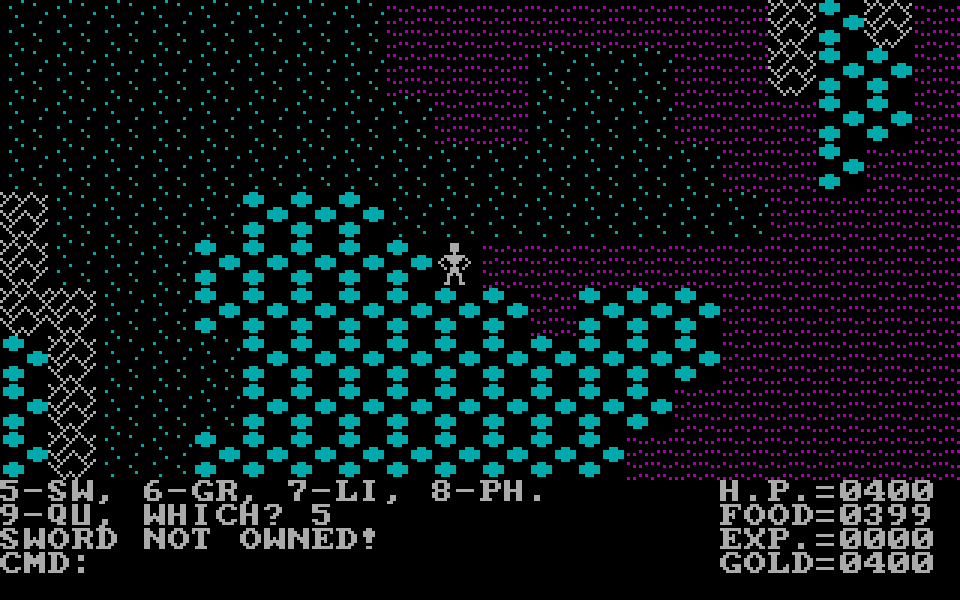 5-SW, 6-GR, 7-LI, 8-PH. H.P.=0400
9-QU, WHICH? 5 FOOD=0399
SWORD NOT OWNED! EXP.=0000
CMD: GOLD=0400